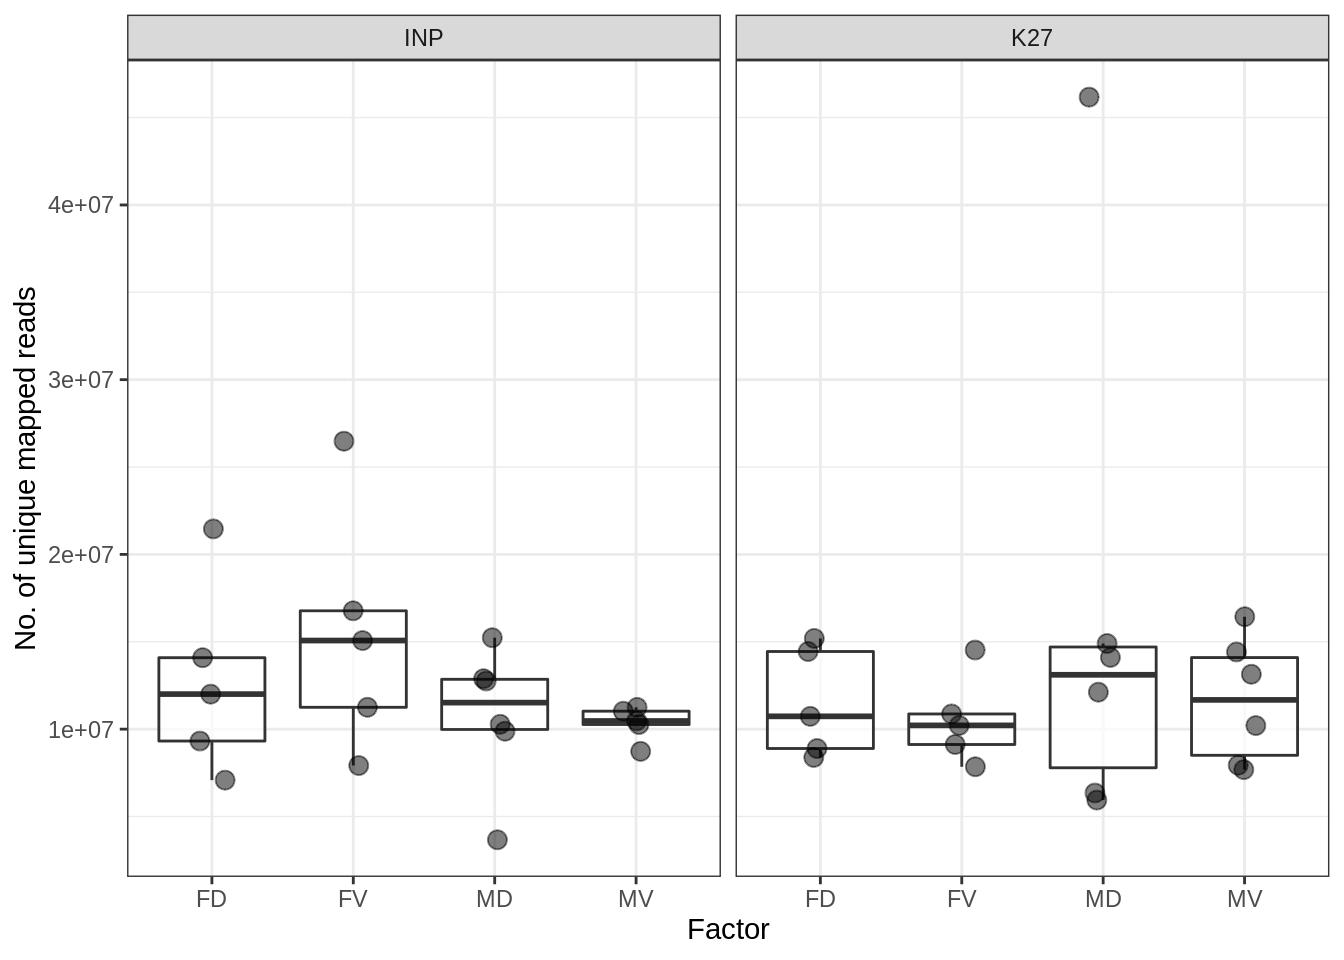 INP
K27
No. of unique mapped reads
4e+07
3e+07
2e+07
1e+07
FD
FV
MD
MV
FD
FV
MD
MV
Factor